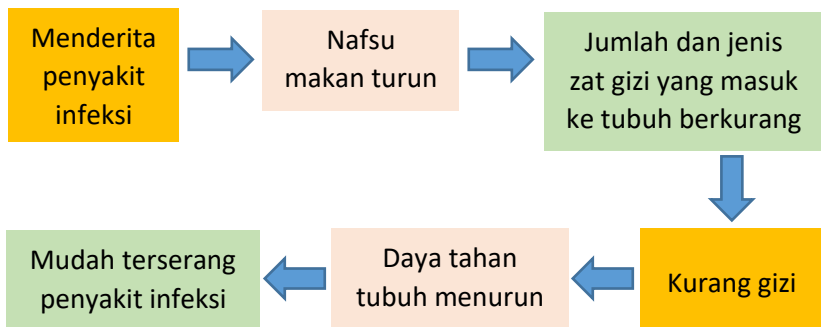 Menderita
penyakit
infeksi
Nafsu
makan turun
Jumlah dan jenis
zat gizi yang masuk
ke tubuh berkurang
Kurang gizi
Daya tahan
tubuh menurun
Mudah terserang
penyakit infeksi